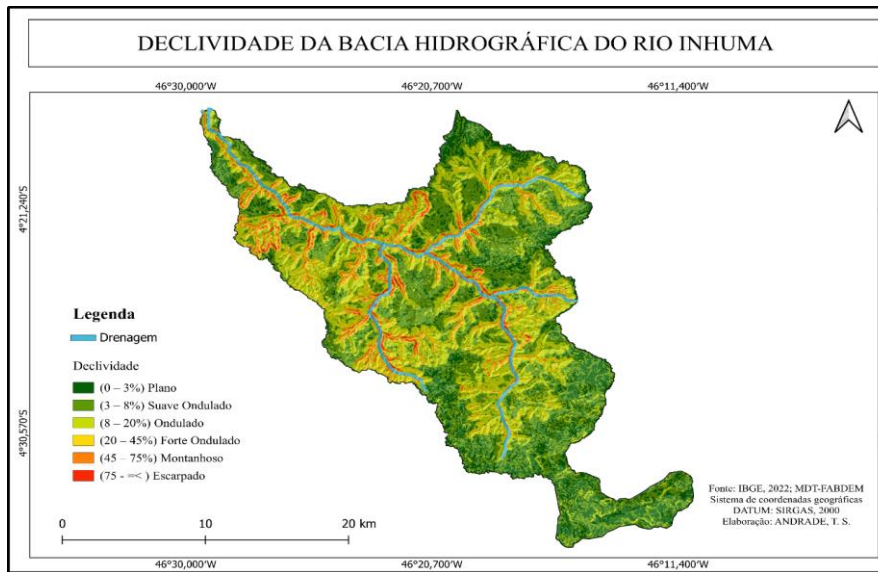 DECLIVIDADE DA BACIA HIDROGRÁFICA DO RIO INHUMA
46°30,000'W 46°20,700'W 46°11,400'W
4°21,240'S
4°30,570'S
Legenda
Drenagem
Declividade
(0 – 3%) Plano
(3 – 8%) Suave Ondulado
(8 – 20%) Ondulado
(20 – 45%) Forte Ondulado
(45 – 75%) Montanhoso
(75 - =< ) Escarpado
0 10 20 km
Fonte: IBGE, 2022; MDT-FABDEM
Sistema de coordenadas geográficas
DATUM: SIRGAS, 2000
Elaboração: ANDRADE, T. S.
46°30,000'W 46°20,700'W 46°11,400'W